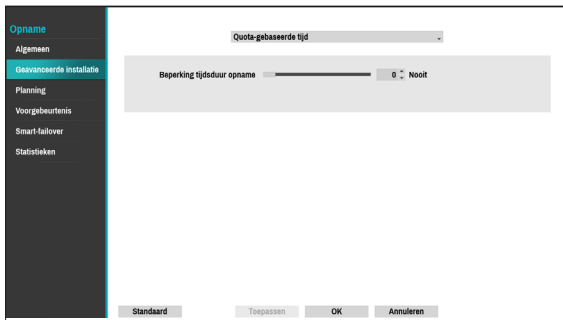 Opname
Algemeen
Geavanceerde installatie
Planning
Voorgebeurtenis
Smart-failover
Statistieken
Quota-gebaseerde tijd
Beperking tijdsduur opname 0 Nooit
Standaard Toepassen OK Annuleren